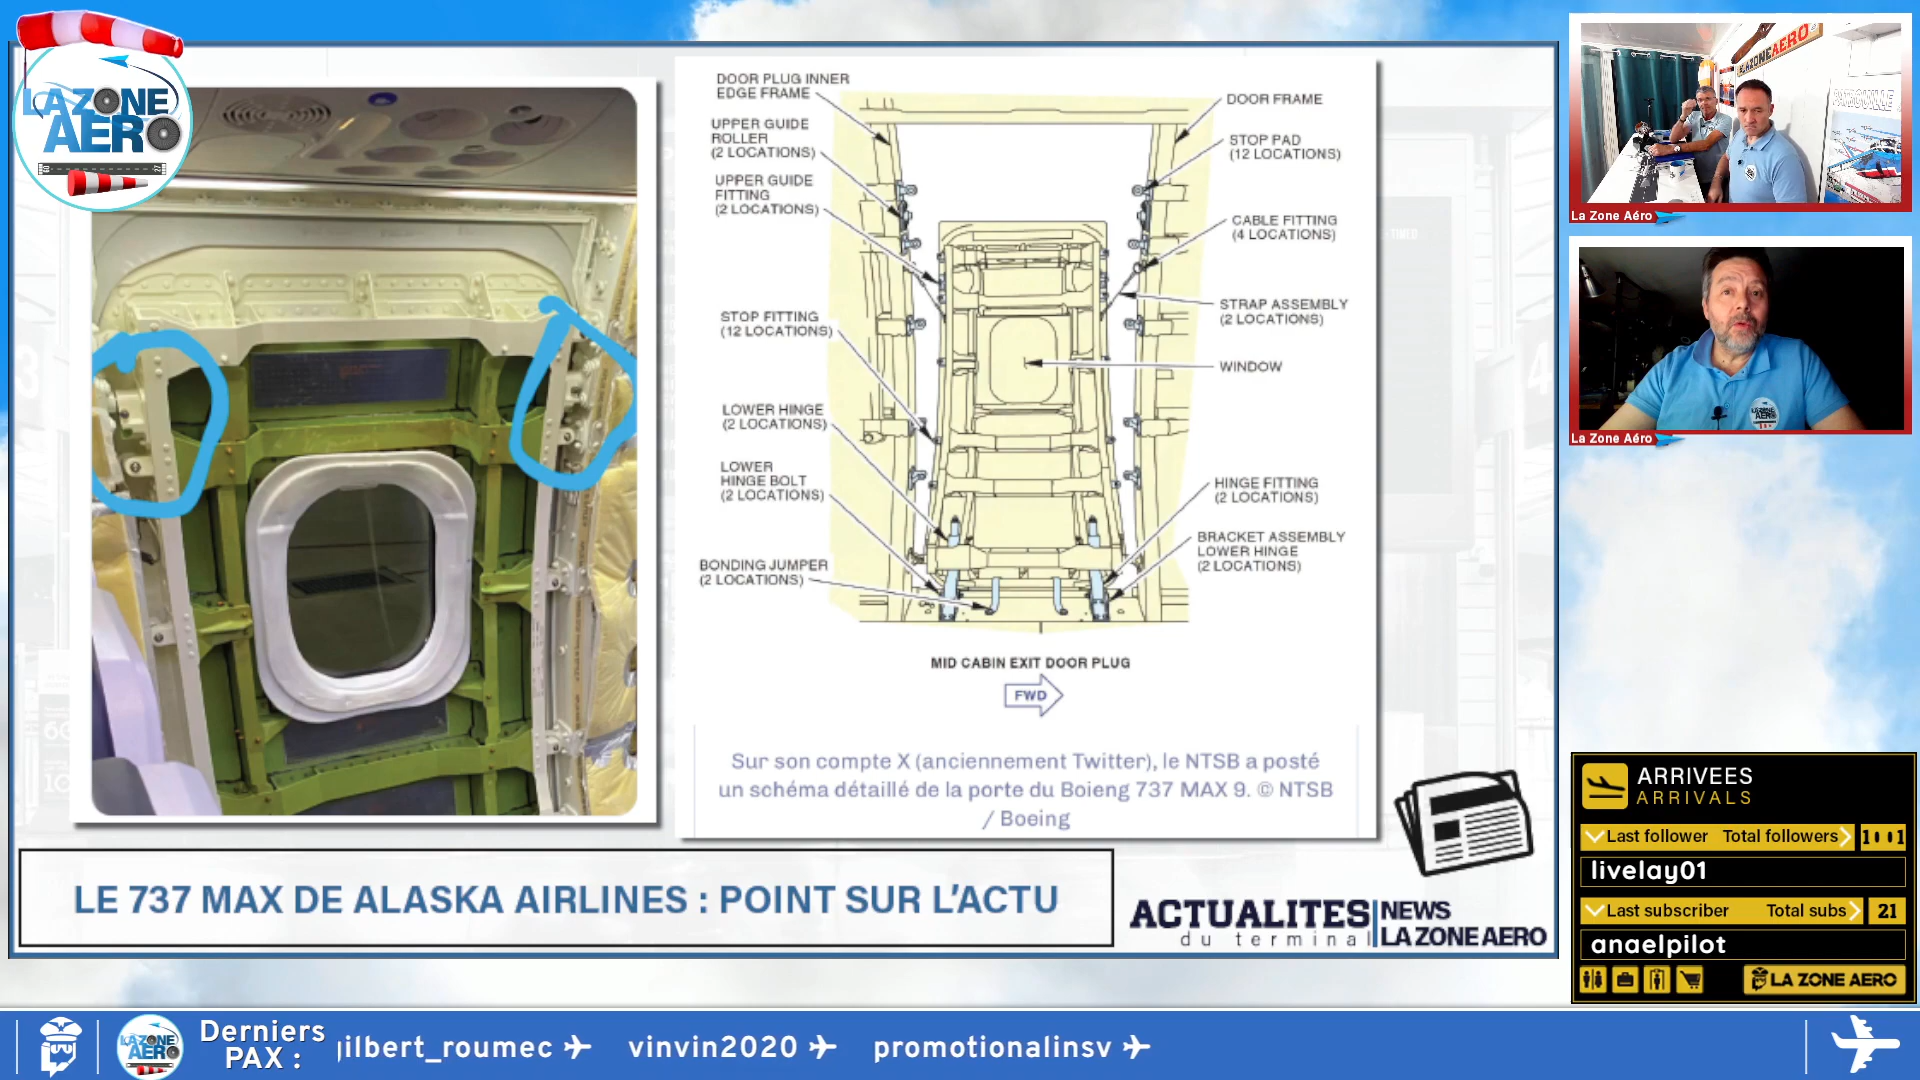 LA ZONE
AERO
DOOR PLUG INNER
EDGE FRAME
UPPER GUIDE
ROLLER
(2 LOCATIONS)
UPPER GUIDE
FITTING
(2 LOCATIONS)
STOP FITTING
(12 LOCATIONS)
LOWER HINGE
(2 LOCATIONS)
LOWER
HINGE BOLT
(2 LOCATIONS)
BONDING JUMPER
(2 LOCATIONS)
DOOR FRAME
STOP PAD
(12 LOCATIONS)
CABLE FITTING
(4 LOCATIONS)
STRAP ASSEMBLY
(2 LOCATIONS)
WINDOW
HINGE FITTING
(2 LOCATIONS)
BRACKET ASSEMBLY
LOWER HINGE
(2 LOCATIONS)
MID CABIN EXIT DOOR PLUG
FWD
Sur son compte X (anciennement Twitter), le NTSB a posté
un schéma détaillé de la porte du Boieng 737 MAX 9. © NTSB
/ Boeing
LE 737 MAX DE ALASKA AIRLINES : POINT SUR L'ACTU
ACTUALITES
du terminal
NEWS
LA ZONE AERO
LAZONEAERO
PATROUILLE
La Zone Aéro
La Zone Aéro
ARRIVEES
ARRIVALS
Last follower Total followers
livelay01
Last subscriber Total subs 21
anaelpilot
LA ZONE AERO
LA ZONE
AERO
Derniers
PAX :
ilbert_roumec vinvin2020 promotionalinsv